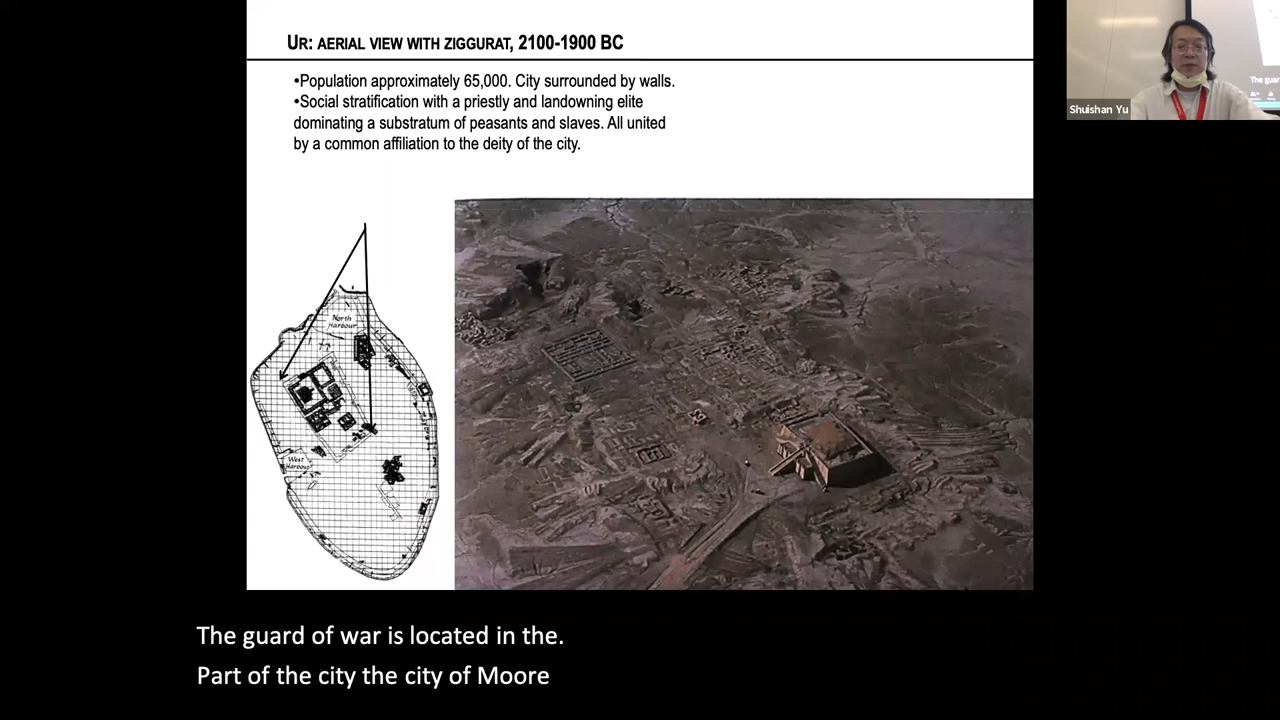 UR: AERIAL VIEW WITH ZIGGURAT, 2100-1900 BC
•Population approximately 65,000. City surrounded by walls.
•Social stratification with a priestly and landowning elite
dominating a substratum of peasants and slaves. All united
by a common affiliation to the deity of the city.
North
Harbour
West
Harbour
The guar
Shuishan Yu
The guard of war is located in the.
Part of the city the city of Moore